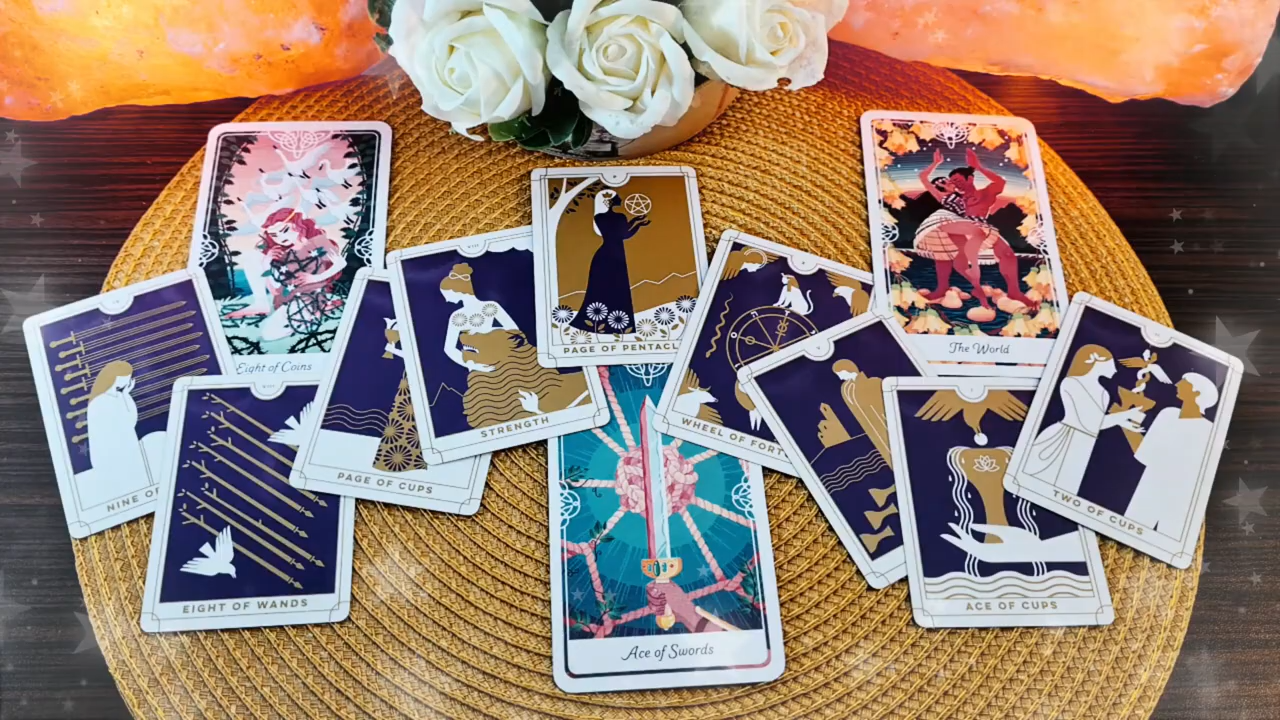 Eight of Coins
The World
PAGE OF PENTACL
STRENGTH
WHEEL OF FORT
NINE OF
PAGE OF CUPS
TWO OF CUPS
EIGHT OF WANDS
ACE OF CUPS
Ace of Swords